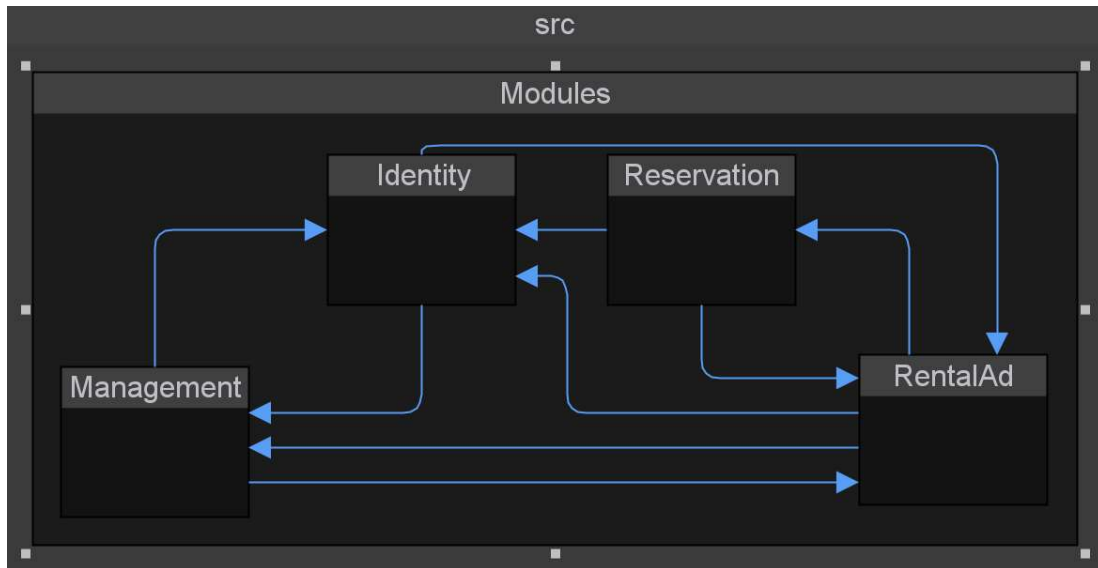 src
Modules
Identity
Reservation
Management
RentalAd